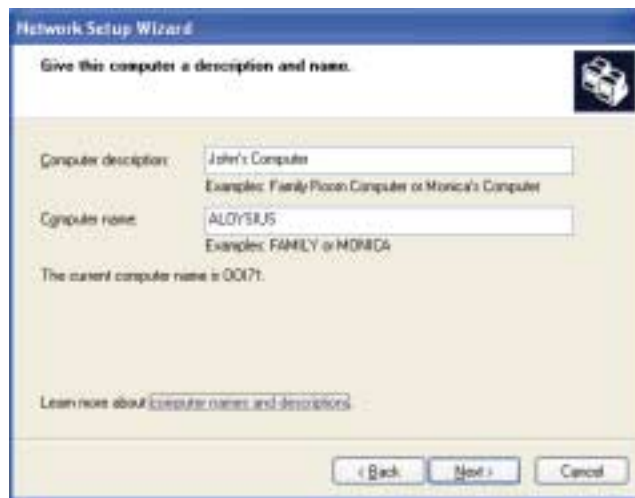 Network Setup Wizard
Give this computer a description and name.
Computer description: John's Computer
Examples: Family Room Computer or Monica's Computer
Computer name: ALOYSIUS
Examples: FAMILY or MONICA
The current computer name is
Learn more about computer names and descriptions.
< Back Next > Cancel